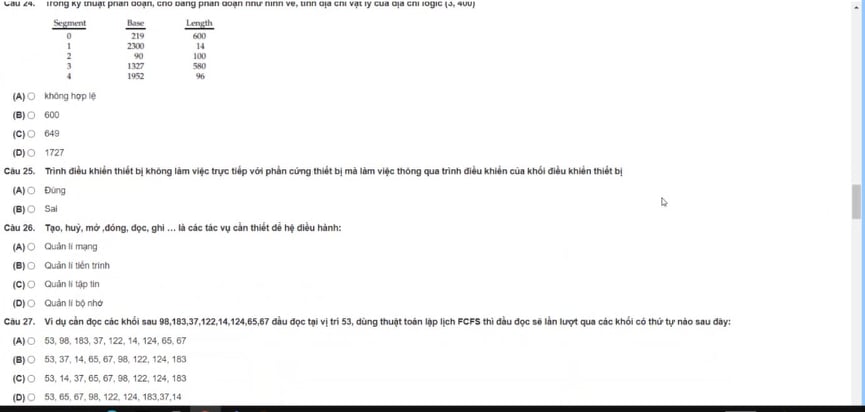 Câu 24. Trong kỹ thuật phân đoạn, cho bảng phân đoạn như hình vẽ, tính địa chỉ vật lý của địa chỉ logic (3, 400)
Segment Base Length
0 219 600
1 2300 14
2 90 100
3 1327 580
4 1952 96
(A) không hợp lệ
(B) 600
(C) 649
(D) 1727
Câu 25. Trình điều khiển thiết bị không làm việc trực tiếp với phần cứng thiết bị mà làm việc thông qua trình điều khiển của khối điều khiển thiết bị
(A) Đúng
(B) Sai
Câu 26. Tạo, huỷ, mở ,đóng, đọc, ghi ... là các tác vụ cần thiết để hệ điều hành:
(A) Quản lí mạng
(B) Quản lí tiến trình
(C) Quản lí tập tin
(D) Quản lí bộ nhớ
Câu 27. Ví dụ cần đọc các khối sau 98,183,37,122,14,124,65,67 đầu đọc tại vị trí 53, dùng thuật toán lập lịch FCFS thì đầu đọc sẽ lần lượt qua các khối có thứ tự nào sau đây:
(A) 53, 98, 183, 37, 122, 14, 124, 65, 67
(B) 53, 37, 14, 65, 67, 98, 122, 124, 183
(C) 53, 14, 37, 65, 67, 98, 122, 124, 183
(D) 53, 65, 67, 98, 122, 124, 183,37,14